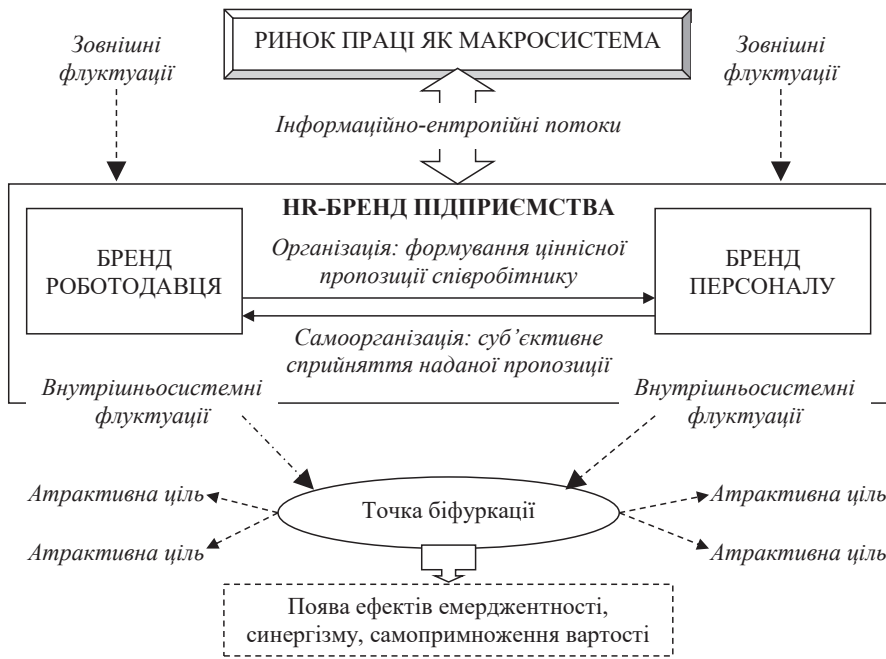 Зовнішні
флуктуації
РИНОК ПРАЦІ ЯК МАКРОСИСТЕМА
Зовнішні
флуктуації
Інформаційно-ентропійні потоки
HR-БРЕНД ПІДПРИЄМСТВА
БРЕНД
РОБОТОДАВЦЯ
Організація: формування ціннісної
пропозиції співробітнику
БРЕНД
ПЕРСОНАЛУ
Самоорганізація: суб’єктивне
сприйняття наданої пропозиції
Внутрішньосистемні
флуктуації
Внутрішньосистемні
флуктуації
Атрактивна ціль
Атрактивна ціль
Точка біфуркації
Атрактивна ціль
Атрактивна ціль
Поява ефектів емерджентності,
синергізму, самопримноження вартості